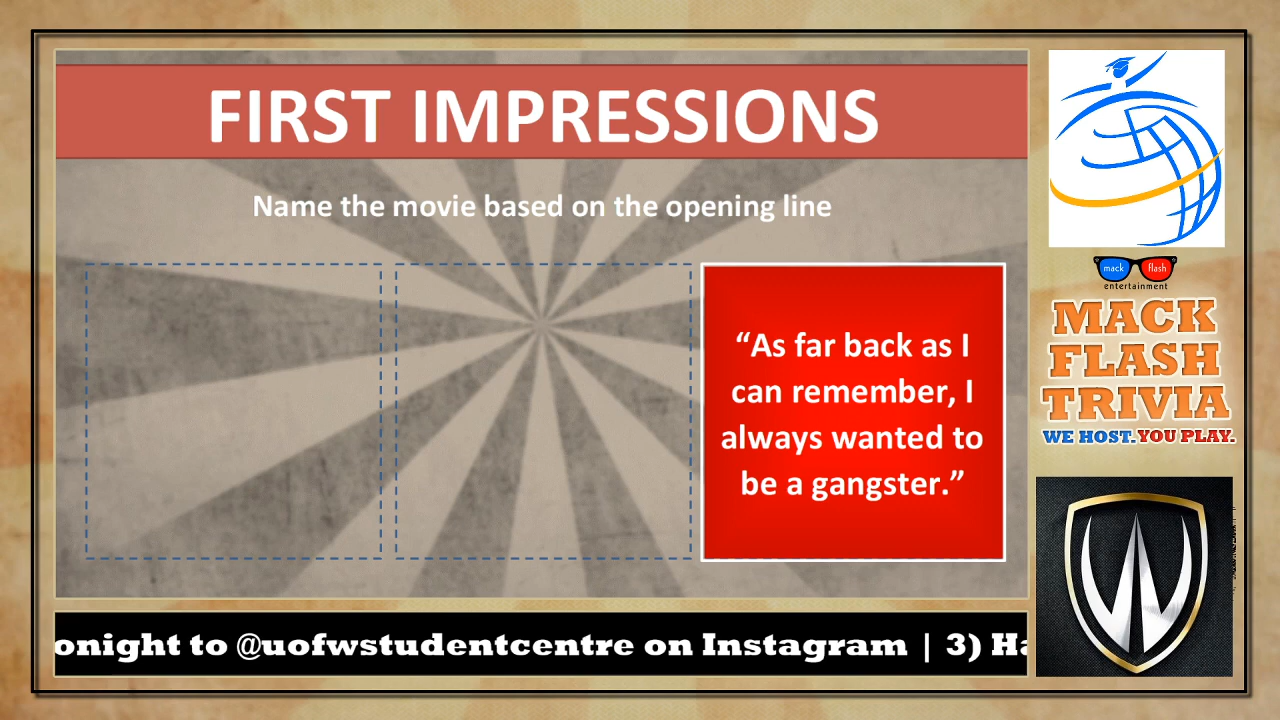 FIRST IMPRESSIONS
Name the movie based on the opening line
“As far back as I
can remember, I
always wanted to
be a gangster.”
mack flash
entertainment
MACK
FLASH
TRIVIA
WE HOST. YOU PLAY.
onight to @uofwstudentcentre on Instagram | 3) Ha